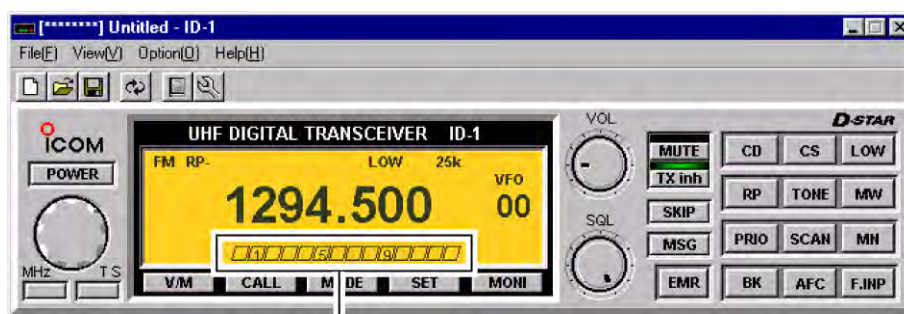 [********] Untitled - ID-1
File(F) View(V) Option(O) Help(H)
ICOM
POWER
MHz TS
UHF DIGITAL TRANSCEIVER ID-1
FM RP- LOW 25k
VFO
1294.500 00
1 5 9
V/M CALL MODE SET MONI
VOL
SQL
D-STAR
MUTE
TX inh
SKIP
MSG
EMR
CD CS LOW
RP TONE MW
PRIO SCAN MN
BK AFC F.INP